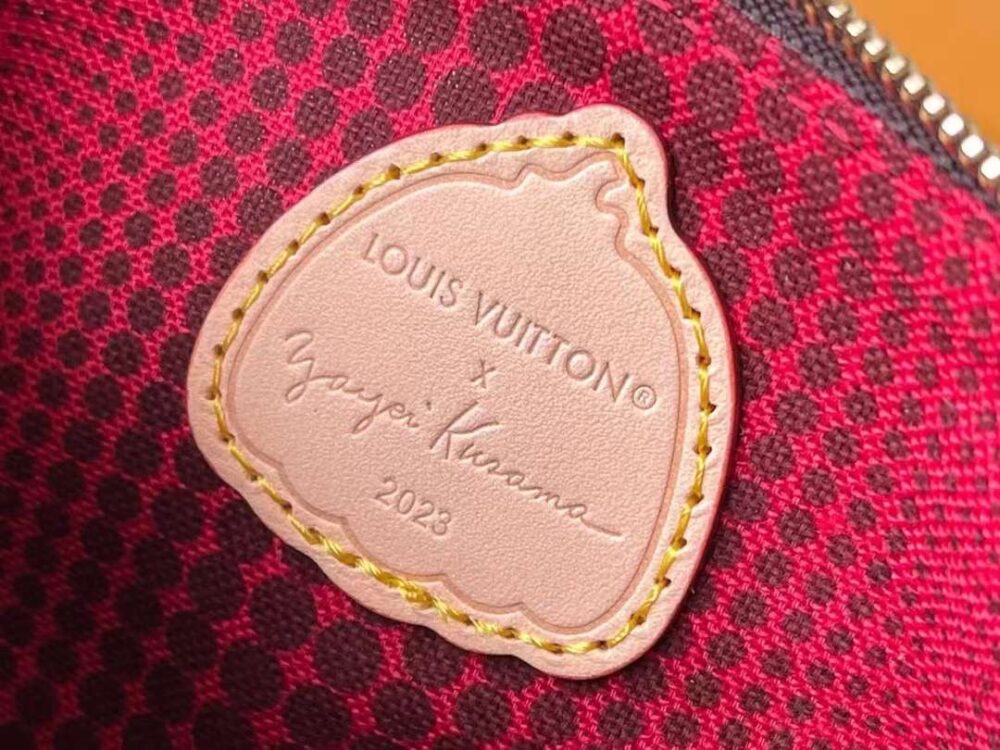 LOUIS VUITTON®
X
Yayoi Kusama
2023